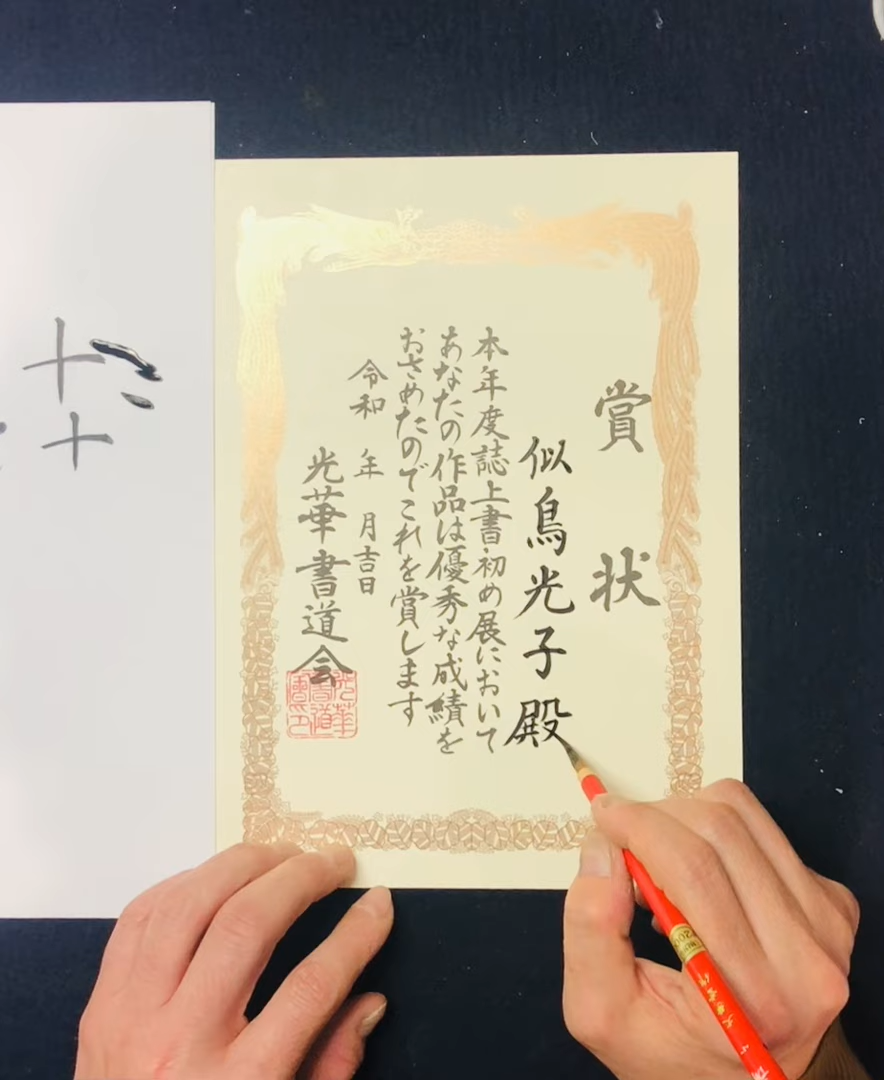 賞状
似鳥光子殿
本年度誌上書初め展において
あなたの作品は優秀な成績を
おさめたのでこれを賞します
令和 年 月吉日
光華書道会
十
十